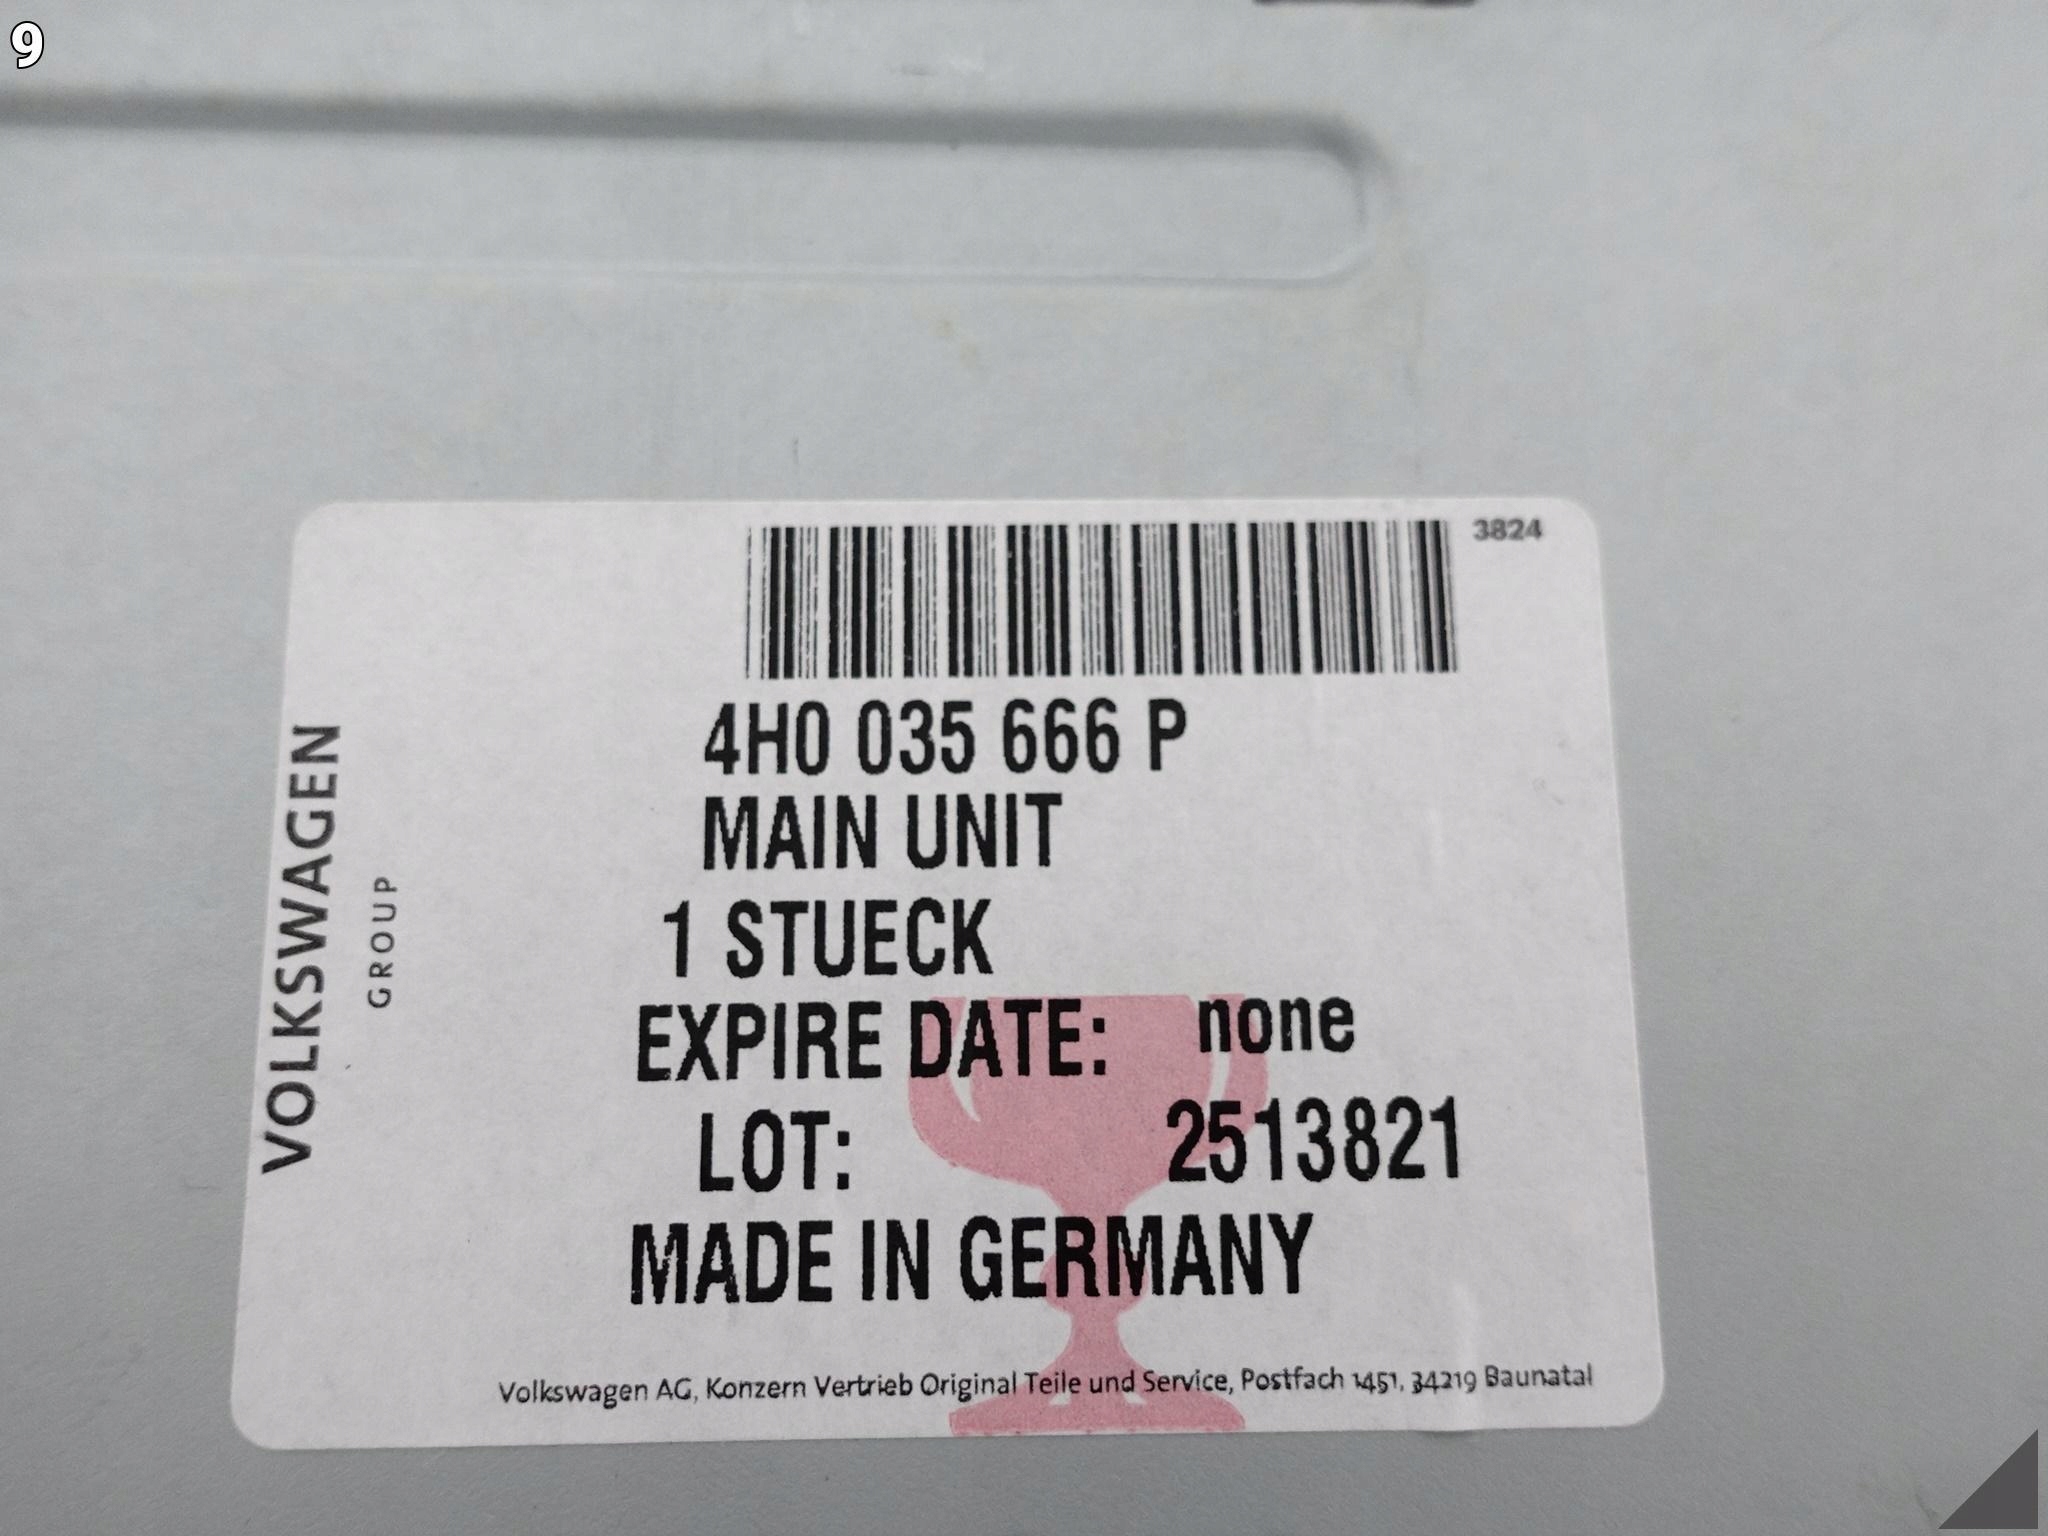 9
3824
4H0 035 666 P
MAIN UNIT
1 STUECK
EXPIRE DATE: none
LOT: 2513821
MADE IN GERMANY
VOLKSWAGEN
GROUP
Volkswagen AG, Konzern Vertrieb Original Teile und Service, Postfach 1451, 34219 Baunatal